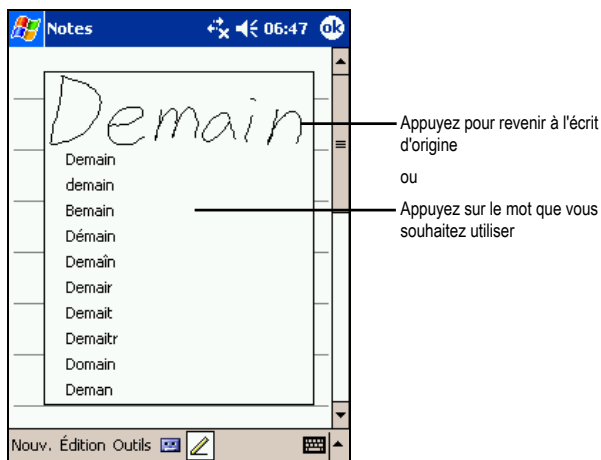 Notes 06:47 ok
Demain
Appuyez pour revenir à l'écrit
d'origine
ou
Appuyez sur le mot que vous
souhaitez utiliser
Demain
demain
Bemain
Démain
Demaîn
Demair
Demait
Demaitr
Domain
Deman
Nouv. Édition Outils